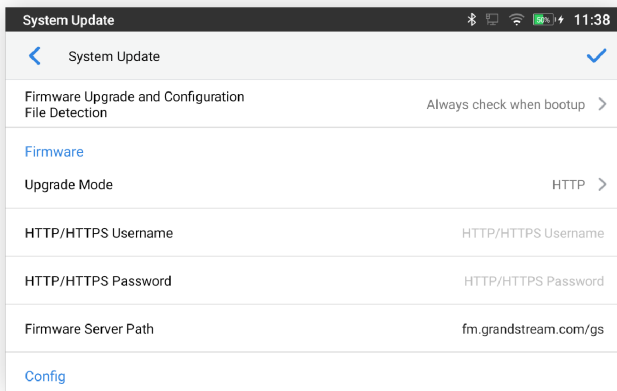 System Update 50% 11:38
System Update
Firmware Upgrade and Configuration
File Detection Always check when bootup
Firmware
Upgrade Mode HTTP
HTTP/HTTPS Username HTTP/HTTPS Username
HTTP/HTTPS Password HTTP/HTTPS Password
Firmware Server Path fm.grandstream.com/gs
Config